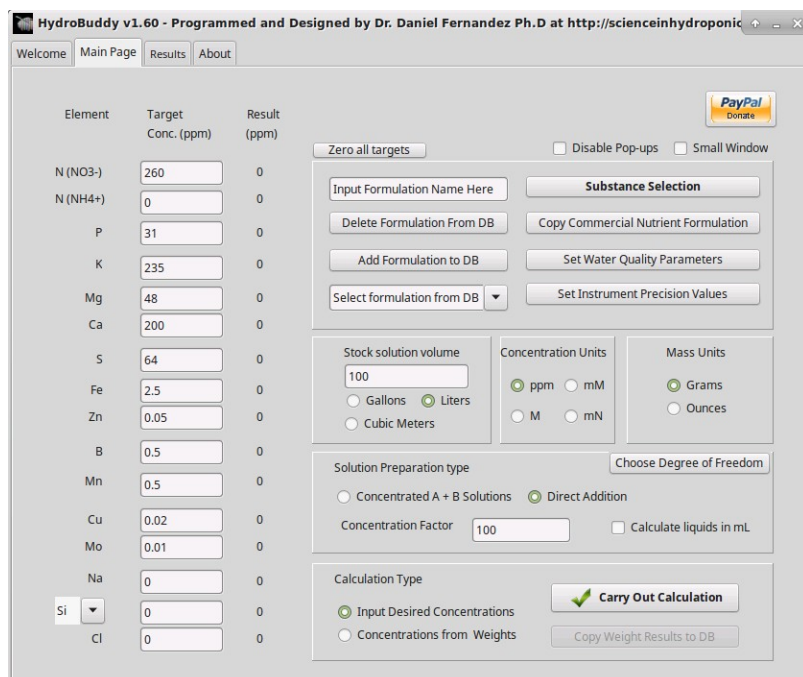 HydroBuddy v1.60 - Programmed and Designed by Dr. Daniel Fernandez Ph.D at http://scienceinhydroponic
Welcome Main Page Results About
PayPal
Donate
Element Target Conc. (ppm) Result (ppm)
Zero all targets Disable Pop-ups Small Window
N (NO3-) 260 0
N (NH4+) 0 0
P 31 0
K 235 0
Mg 48 0
Ca 200 0
S 64 0
Fe 2.5 0
Zn 0.05 0
B 0.5 0
Mn 0.5 0
Cu 0.02 0
Mo 0.01 0
Na 0 0
Si 0 0
Cl 0 0
Input Formulation Name Here Substance Selection
Delete Formulation From DB Copy Commercial Nutrient Formulation
Add Formulation to DB Set Water Quality Parameters
Select formulation from DB Set Instrument Precision Values
Stock solution volume
100
Gallons Liters
Cubic Meters
Concentration Units
ppm mM
M mN
Mass Units
Grams
Ounces
Solution Preparation type Choose Degree of Freedom
Concentrated A + B Solutions Direct Addition
Concentration Factor 100 Calculate liquids in mL
Calculation Type
Input Desired Concentrations
Concentrations from Weights
Carry Out Calculation
Copy Weight Results to DB